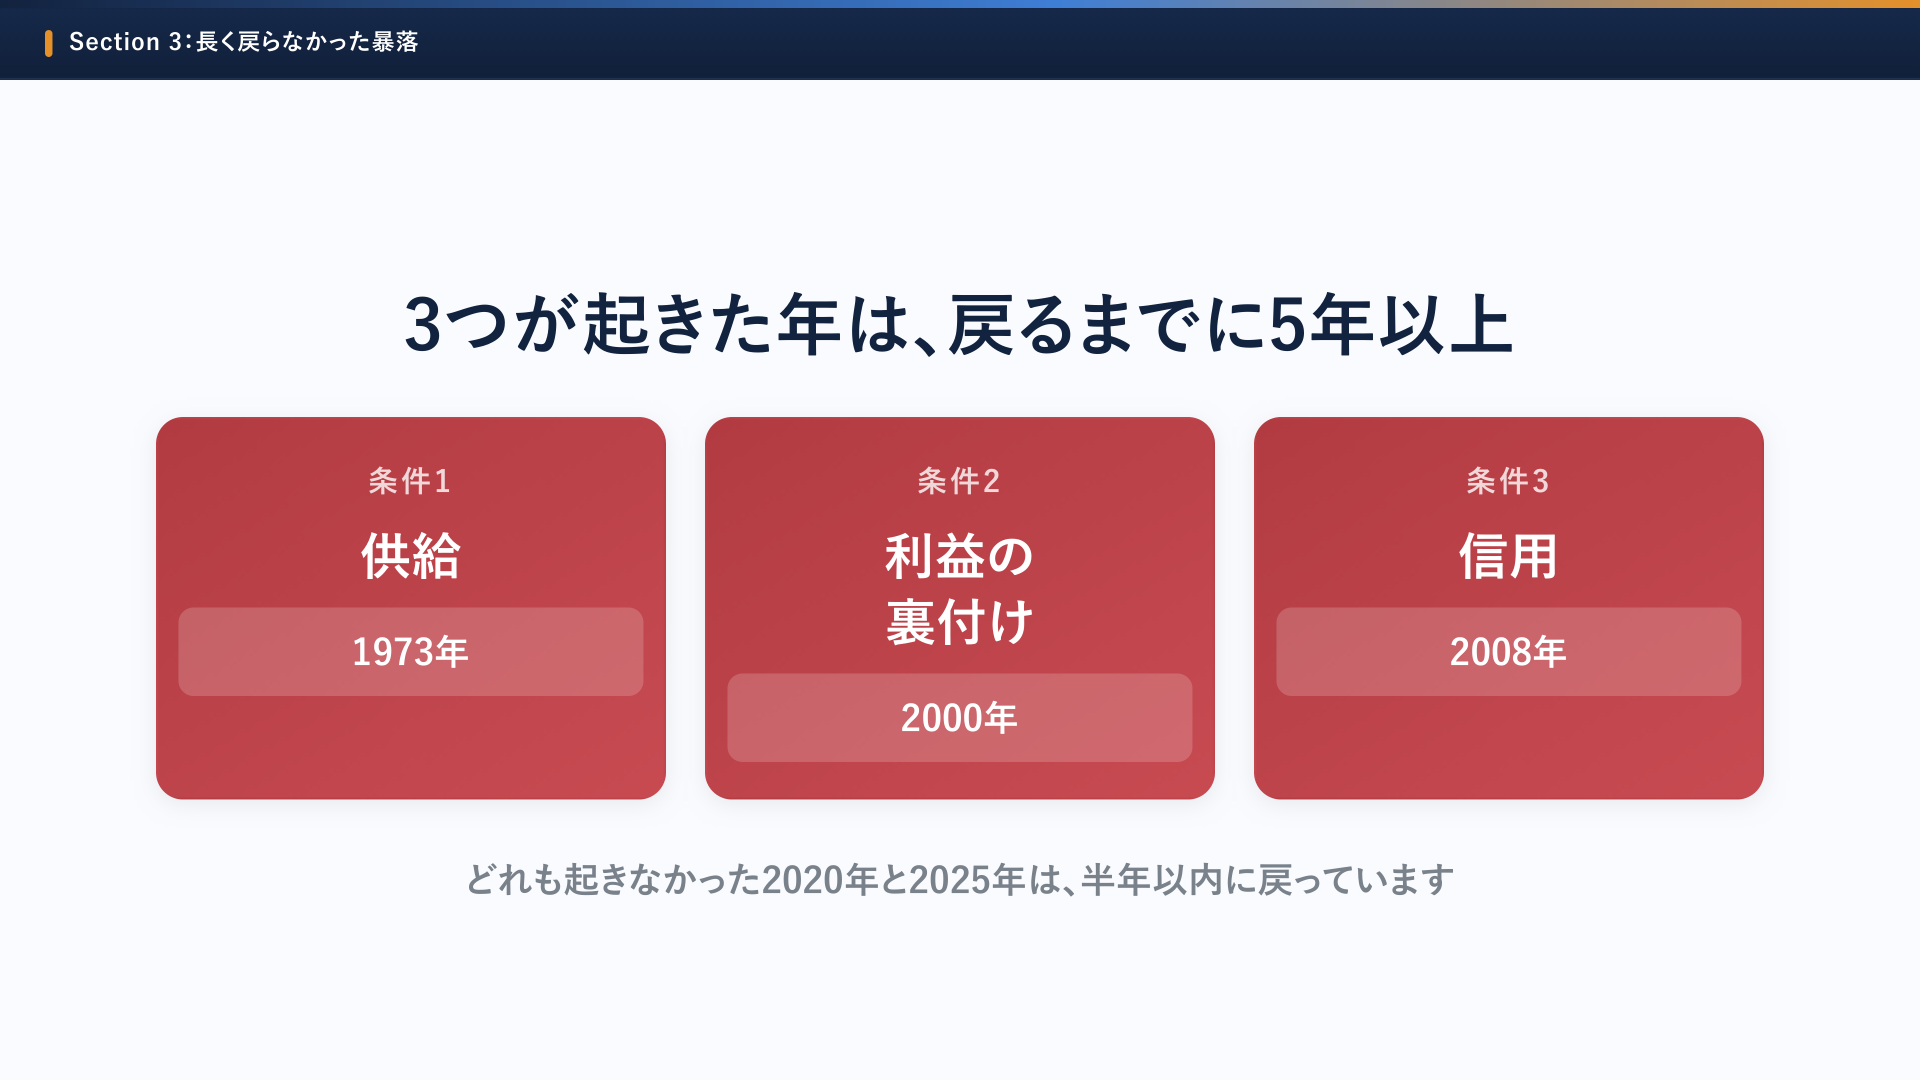 Section 3：長く戻らなかった暴落
3つが起きた年は、戻るまでに5年以上
条件1
供給
1973年
条件2
利益の
裏付け
2000年
条件3
信用
2008年
どれも起きなかった2020年と2025年は、半年以内に戻っています